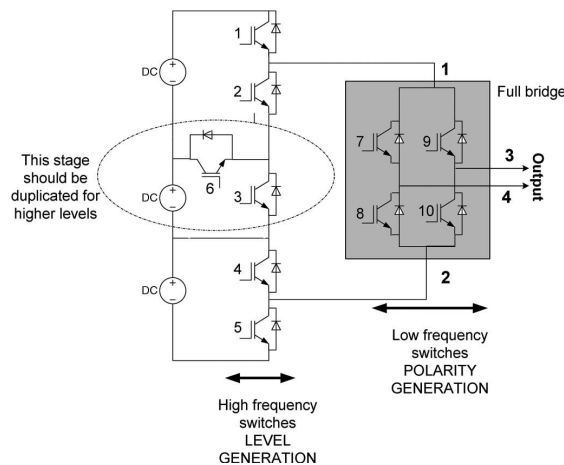 1
DC
2
1
Full bridge
7
9
3
Output
4
This stage
should be
duplicated for
higher levels
6
3
DC
8
10
4
2
DC
5
Low frequency
switches
POLARITY
GENERATION
High frequency
switches
LEVEL
GENERATION